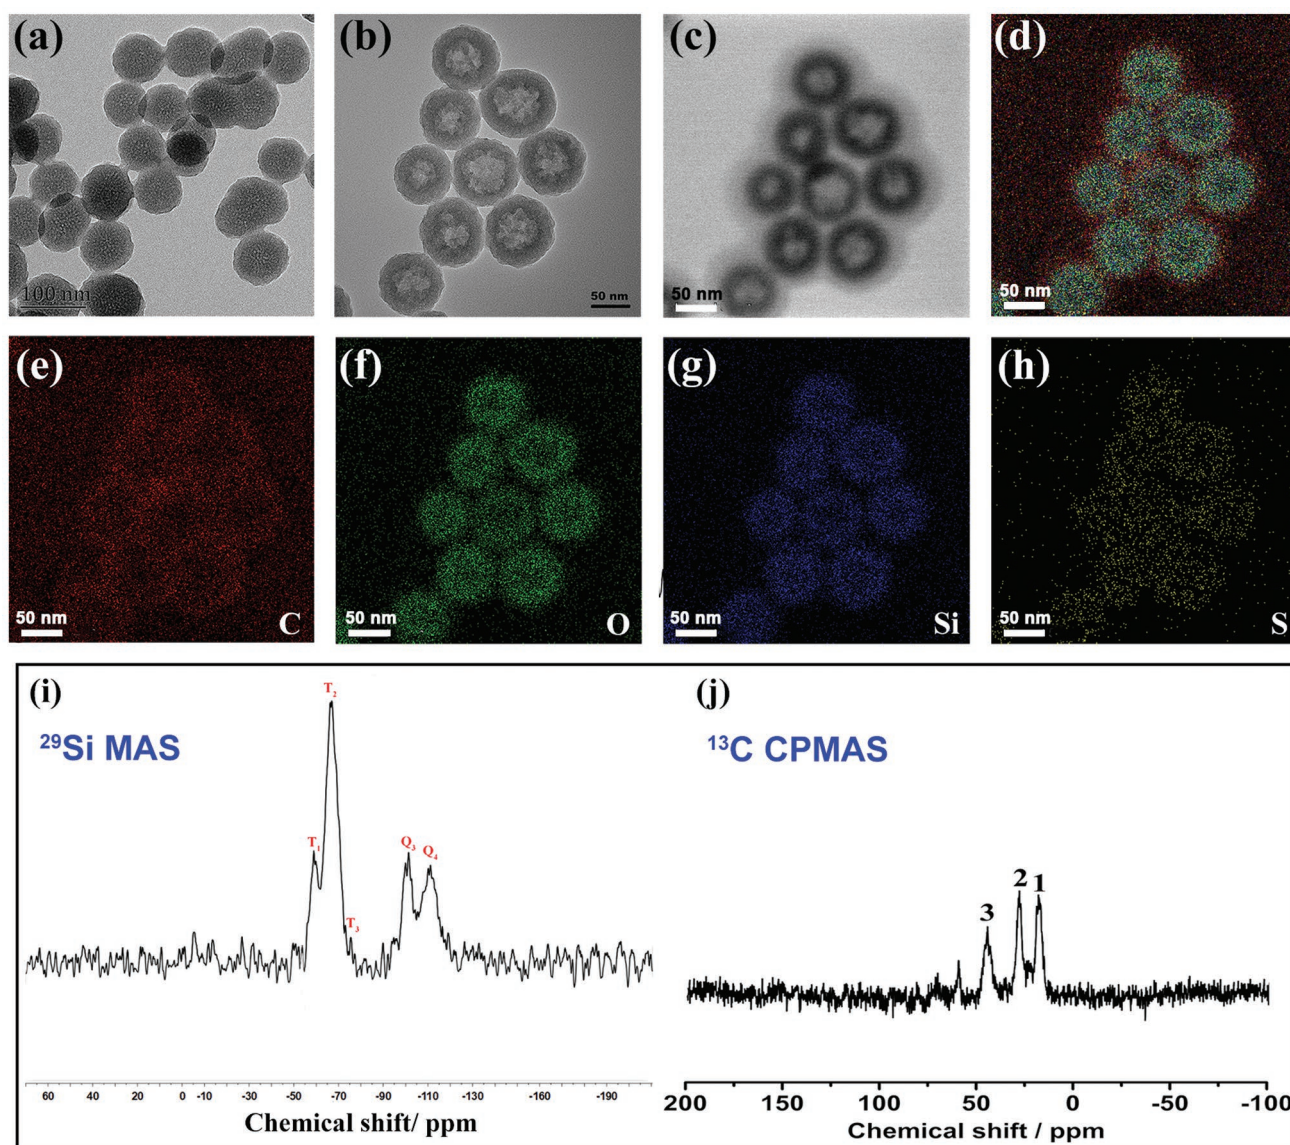 (a)
100 nm
(b)
50 nm
(c)
50 nm
(d)
50 nm
(e)
50 nm
C
(f)
50 nm
O
(g)
50 nm
Si
(h)
50 nm
S
(i)
²⁹Si MAS
T₁
T₂
T₃
Q₃
Q₄
60 40 20 0 -10 -30 -50 -70 -90 -110 -130 -160 -190
Chemical shift/ ppm
(j)
¹³C CPMAS
3 2 1
200 150 100 50 0 -50 -100
Chemical shift / ppm